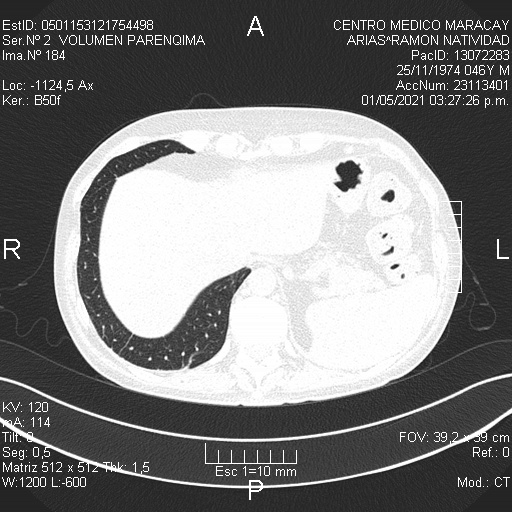 EstID: 0501153121754498
Ser.Nº 2 VOLUMEN PARENQIMA
Ima.Nº 184
Loc: -1124,5 Ax
Ker.: B50f
A
CENTRO MEDICO MARACAY
ARIAS^RAMON NATIVIDAD
PacID: 13072283
25/11/1974 046Y M
AccNum: 23113401
01/05/2021 03:27:26 p.m.
R
L
KV: 120
mA: 114
Tilt: 0
Seg: 0,5
Matriz 512 x 512 Thk: 1,5
W:1200 L:-600
Esc 1=10 mm
P
FOV: 39,2 x 39 cm
Ref.: 0
Mod.: CT